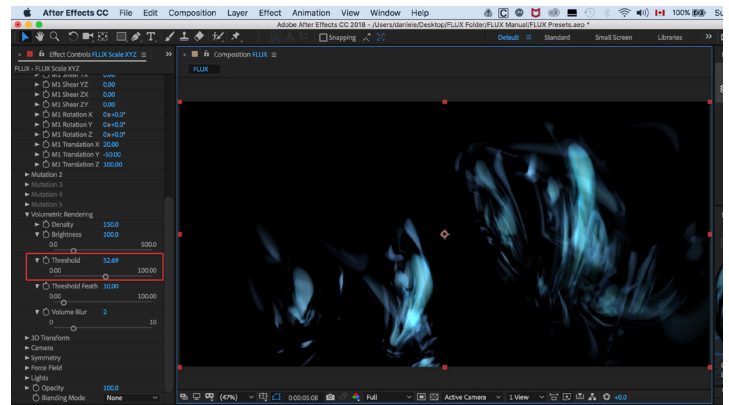 After Effects CC File Edit Composition Layer Effect Animation View Window Help 100% Su
Adobe After Effects CC 2018 - /Users/daniele/Desktop/FLUX Folder/FLUX Manual/FLUX Presets.aep *
Snapping Default Standard Small Screen Libraries
Effect Controls FLUX Scale XYZ Composition FLUX
FLUX • FLUX Scale XYZ FLUX
M1 Shear YX 0.00
M1 Shear YZ 0.00
M1 Shear ZX 0.00
M1 Shear ZY 0.00
M1 Rotation X 0x+0.0°
M1 Rotation Y 0x+0.0°
M1 Rotation Z 0x+0.0°
M1 Translation X 20.00
M1 Translation Y -50.00
M1 Translation Z 100.00
Mutation 2
Mutation 3
Mutation 4
Mutation 5
Volumetric Rendering
Density 150.0
Brightness 100.0
0.0 500.0
Threshold 52.69
0.00 100.00
Threshold Feath 10.00
0.00 100.00
Volume Blur 2
0 10
3D Transform
Camera
Symmetry
Force Field
Lights
Opacity 100.0
Blending Mode None
(47%) 0:00:05:08 Full Active Camera 1 View +0.0